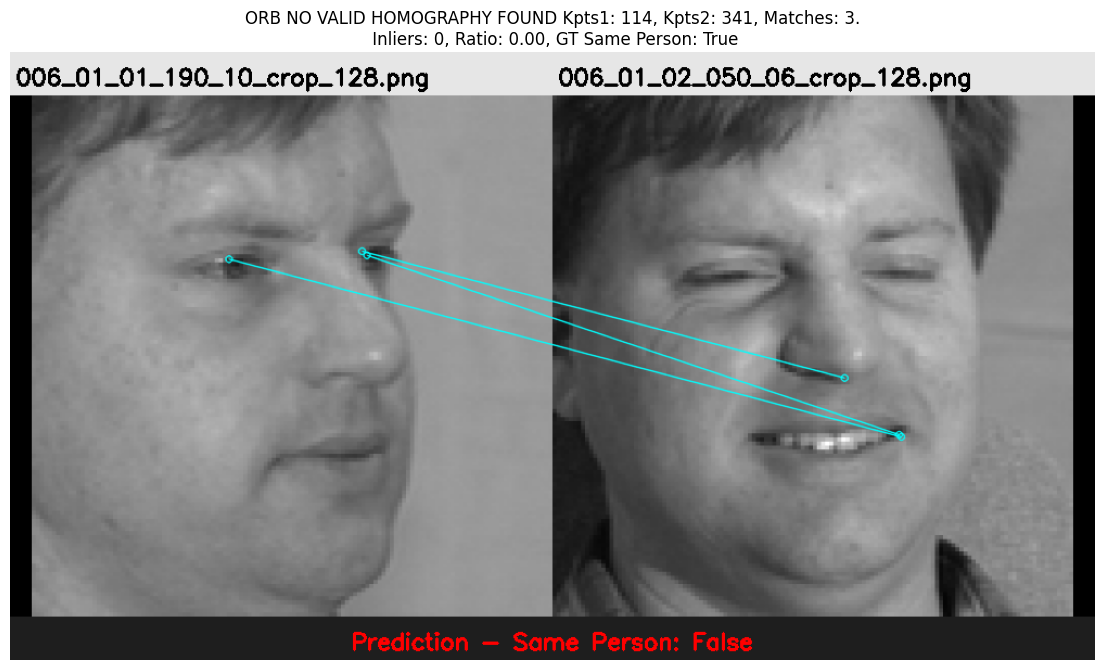 ORB NO VALID HOMOGRAPHY FOUND Kpts1: 114, Kpts2: 341, Matches: 3.
Inliers: 0, Ratio: 0.00, GT Same Person: True
006_01_01_190_10_crop_128.png
006_01_02_050_06_crop_128.png
Prediction - Same Person: False